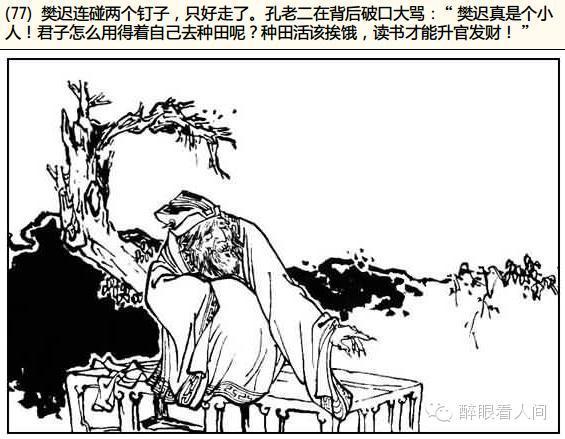 (77) 樊迟连碰两个钉子，只好走了。孔老二在背后破口大骂：“樊迟真是个小
人！君子怎么用得着自己去种田呢？种田活该挨饿，读书才能升官发财！”
醉眼看人间